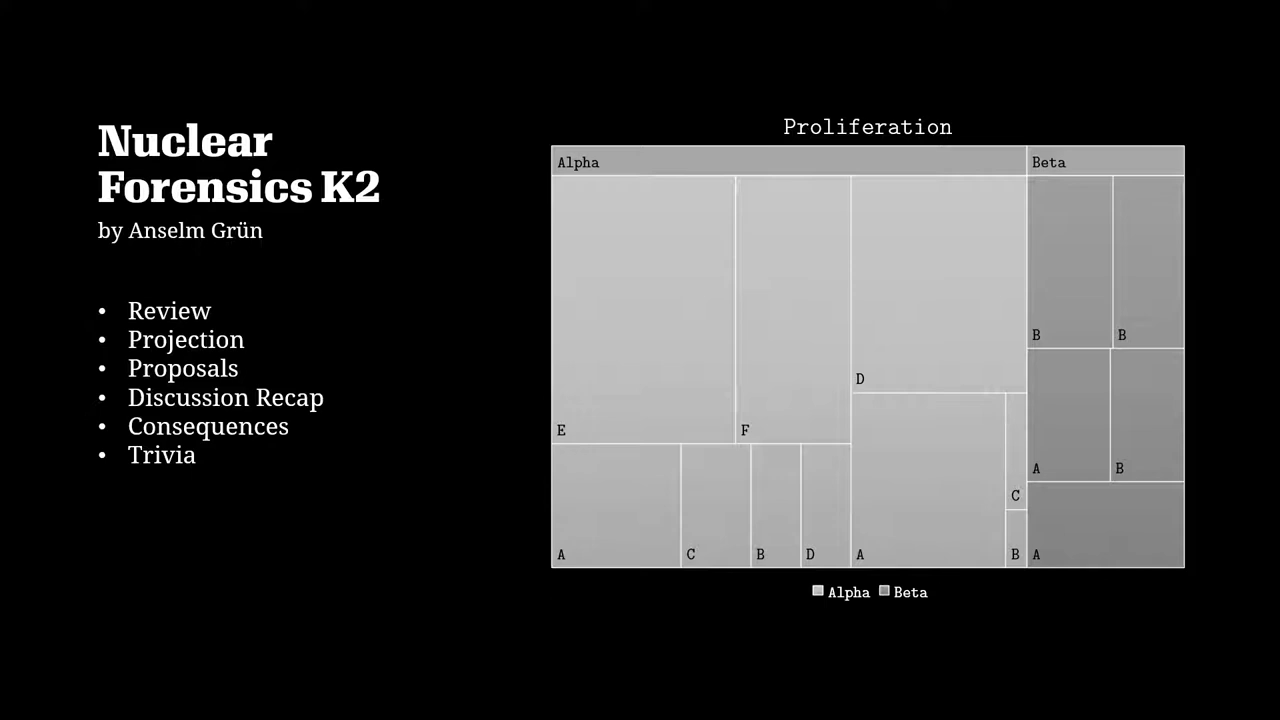 Nuclear
Forensics K2
by Anselm Grün
• Review
• Projection
• Proposals
• Discussion Recap
• Consequences
• Trivia
Proliferation
Alpha Beta
B B
D
E F
A B
C
A C B D A B A
Alpha Beta